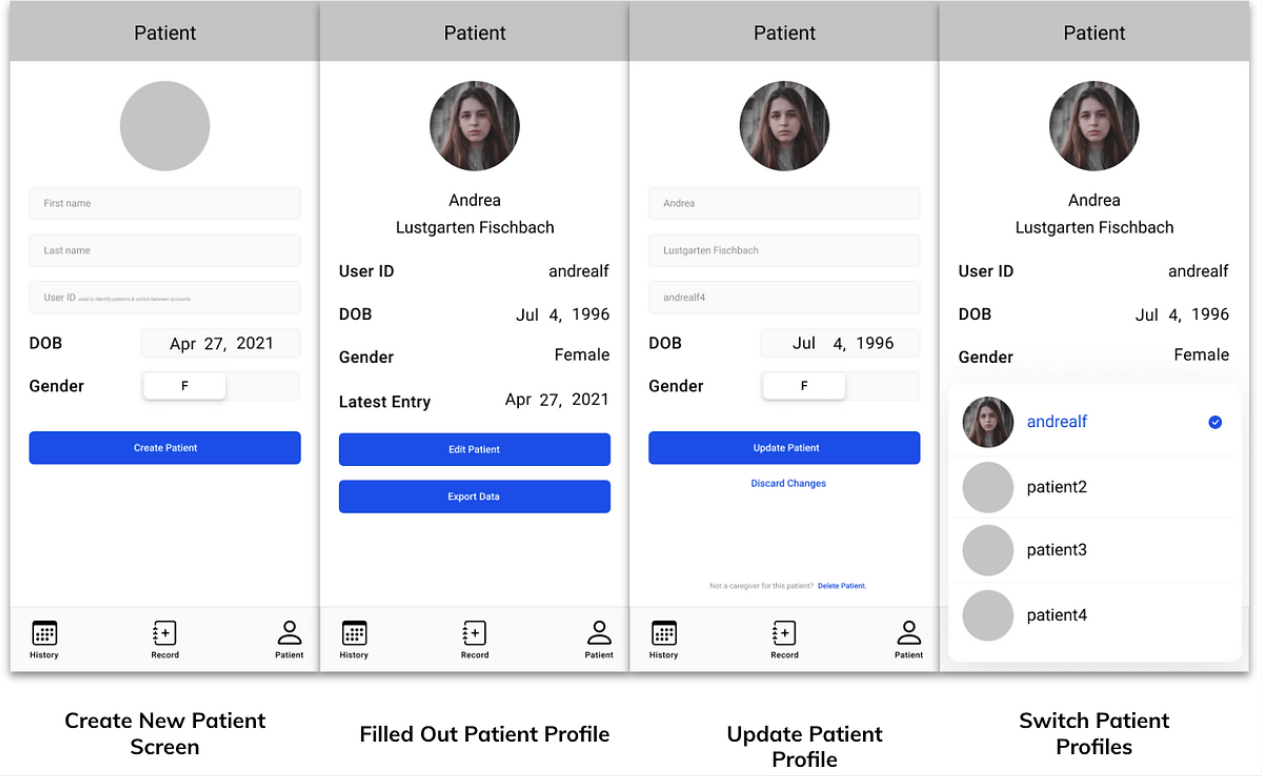 Patient
First name
Last name
User ID used to identify patients & switch between accounts
DOB Apr 27, 2021
Gender F
Create Patient
History Record Patient
Create New Patient
Screen
Patient
Andrea
Lustgarten Fischbach
User ID andrealf
DOB Jul 4, 1996
Gender Female
Latest Entry Apr 27, 2021
Edit Patient
Export Data
History Record Patient
Filled Out Patient Profile
Patient
Andrea
Lustgarten Fischbach
andrealf4
DOB Jul 4, 1996
Gender F
Update Patient
Discard Changes
Not a caregiver for this patient? Delete Patient.
History Record Patient
Update Patient
Profile
Patient
Andrea
Lustgarten Fischbach
User ID andrealf
DOB Jul 4, 1996
Gender Female
andrealf
patient2
patient3
patient4
Switch Patient
Profiles